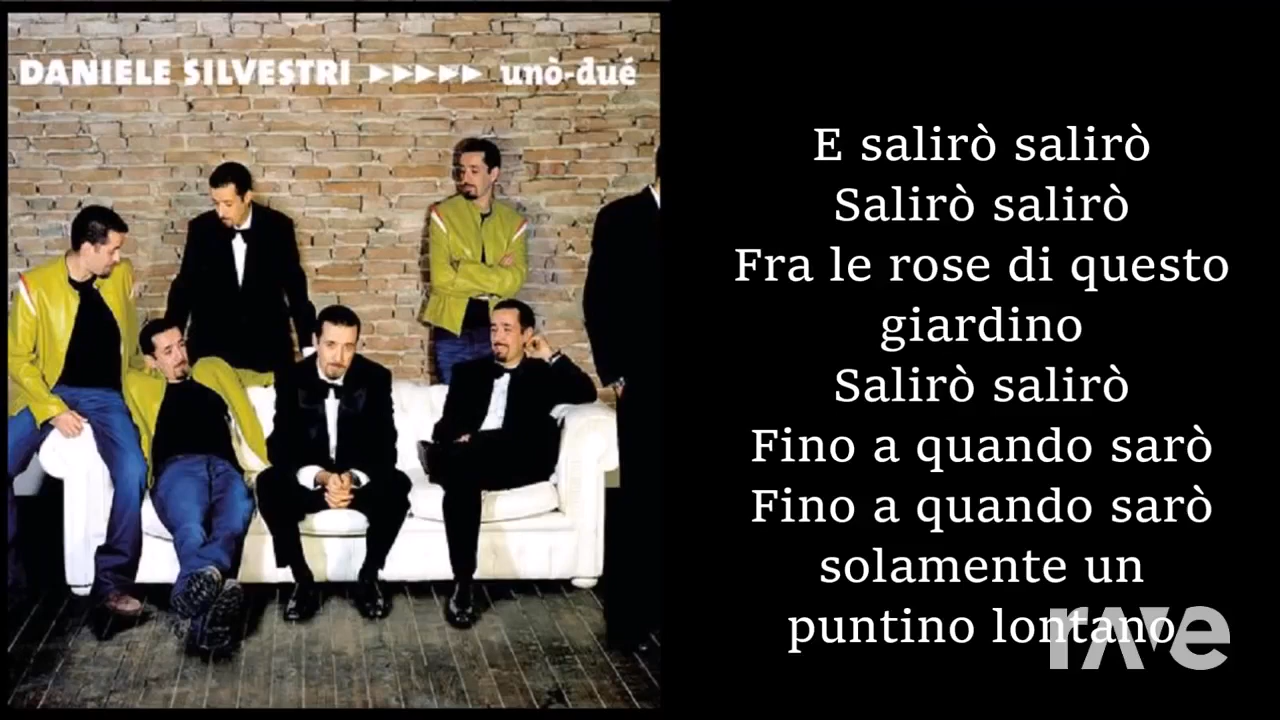 DANIELE SILVESTRI ►►►►► unò-dué
E salirò salirò
Salirò salirò
Fra le rose di questo
giardino
Salirò salirò
Fino a quando sarò
Fino a quando sarò
solamente un
puntino lontano
rave